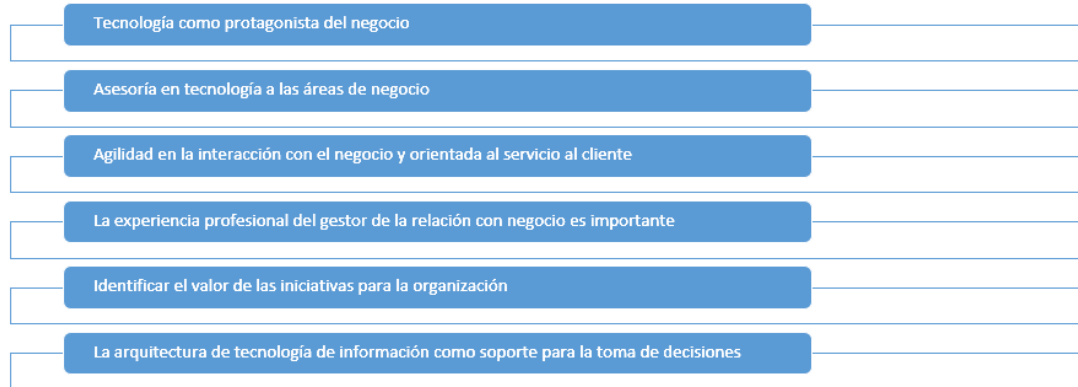 Tecnología como protagonista del negocio
Asesoría en tecnología a las áreas de negocio
Agilidad en la interacción con el negocio y orientada al servicio al cliente
La experiencia profesional del gestor de la relación con negocio es importante
Identificar el valor de las iniciativas para la organización
La arquitectura de tecnología de información como soporte para la toma de decisiones